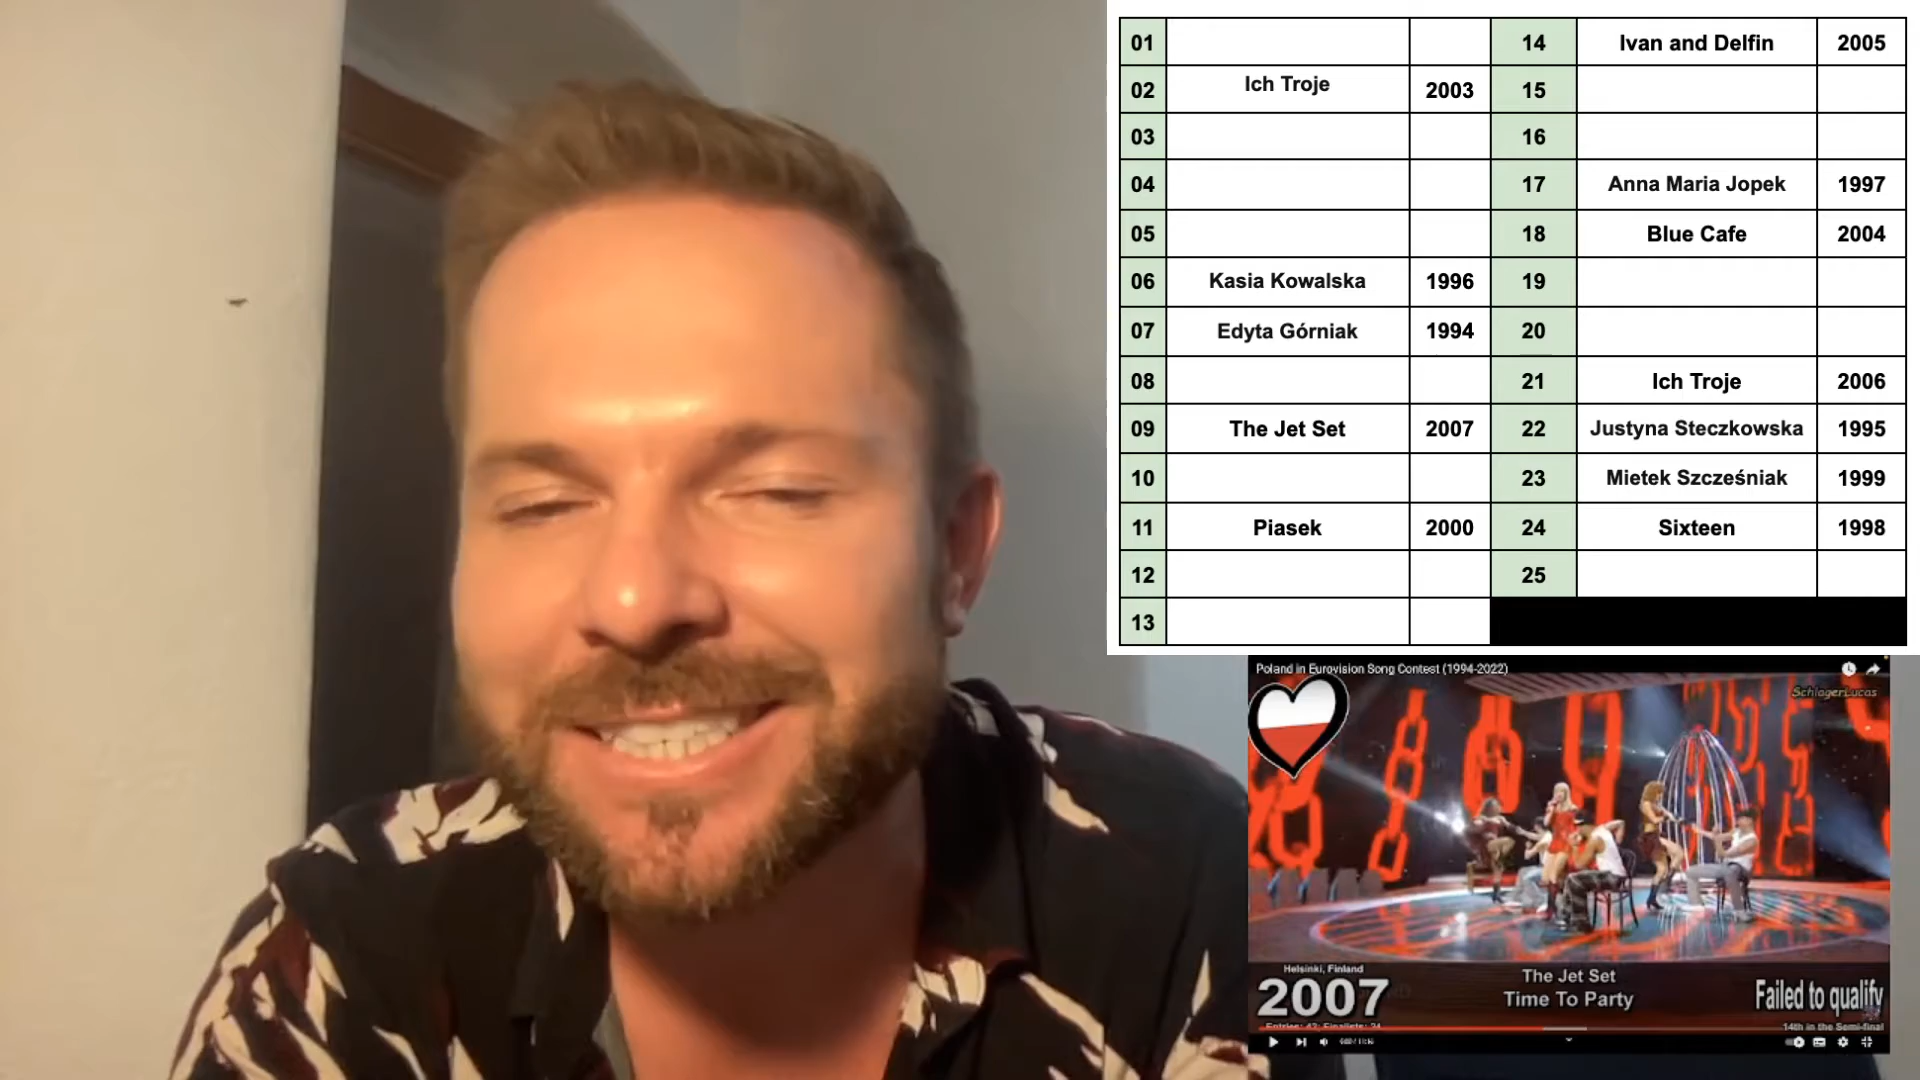 01
02 Ich Troje 2003
03
04
05
06 Kasia Kowalska 1996
07 Edyta Górniak 1994
08
09 The Jet Set 2007
10
11 Piasek 2000
12
13
14 Ivan and Delfin 2005
15
16
17 Anna Maria Jopek 1997
18 Blue Cafe 2004
19
20
21 Ich Troje 2006
22 Justyna Steczkowska 1995
23 Mietek Szcześniak 1999
24 Sixteen 1998
25
Poland in Eurovision Song Contest (1994-2022)
SchlagerLucas
Helsinki, Finland
2007
The Jet Set
Time To Party
Failed to qualify
14th in the Semi-final